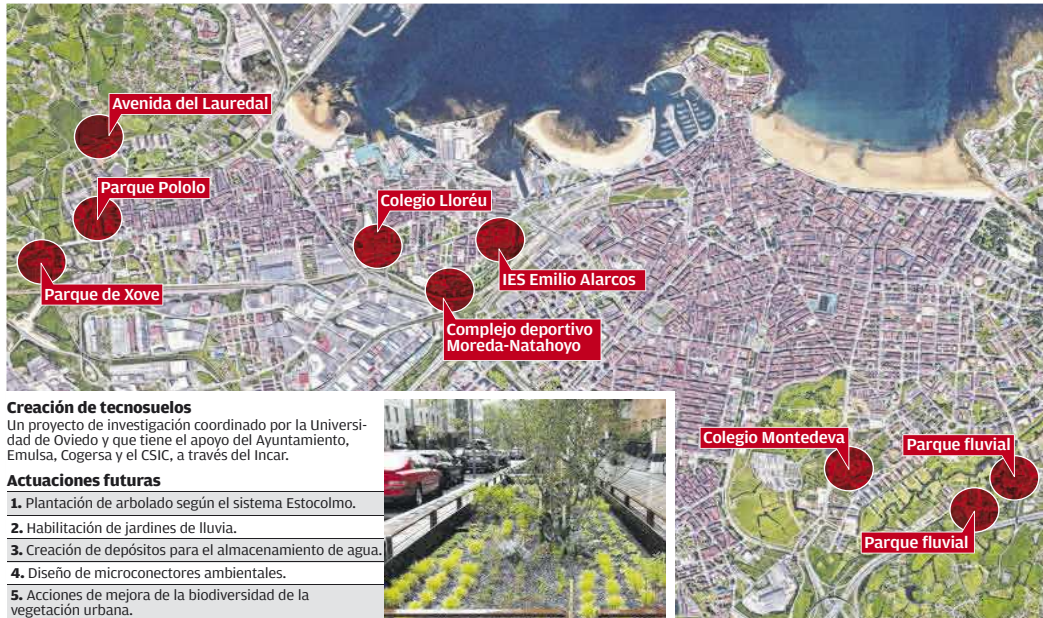 Avenida del Lauredal
Parque Pololo
Colegio Lloréu
Parque de Xove
IES Emilio Alarcos
Complejo deportivo
Moreda-Natahoyo
Colegio Montedeva
Parque fluvial
Parque fluvial
Creación de tecnosuelos
Un proyecto de investigación coordinado por la Universi-
dad de Oviedo y que tiene el apoyo del Ayuntamiento,
Emulsa, Cogersa y el CSIC, a través del Incar.
Actuaciones futuras
1. Plantación de arbolado según el sistema Estocolmo.
2. Habilitación de jardines de lluvia.
3. Creación de depósitos para el almacenamiento de agua.
4. Diseño de microconectores ambientales.
5. Acciones de mejora de la biodiversidad de la
vegetación urbana.